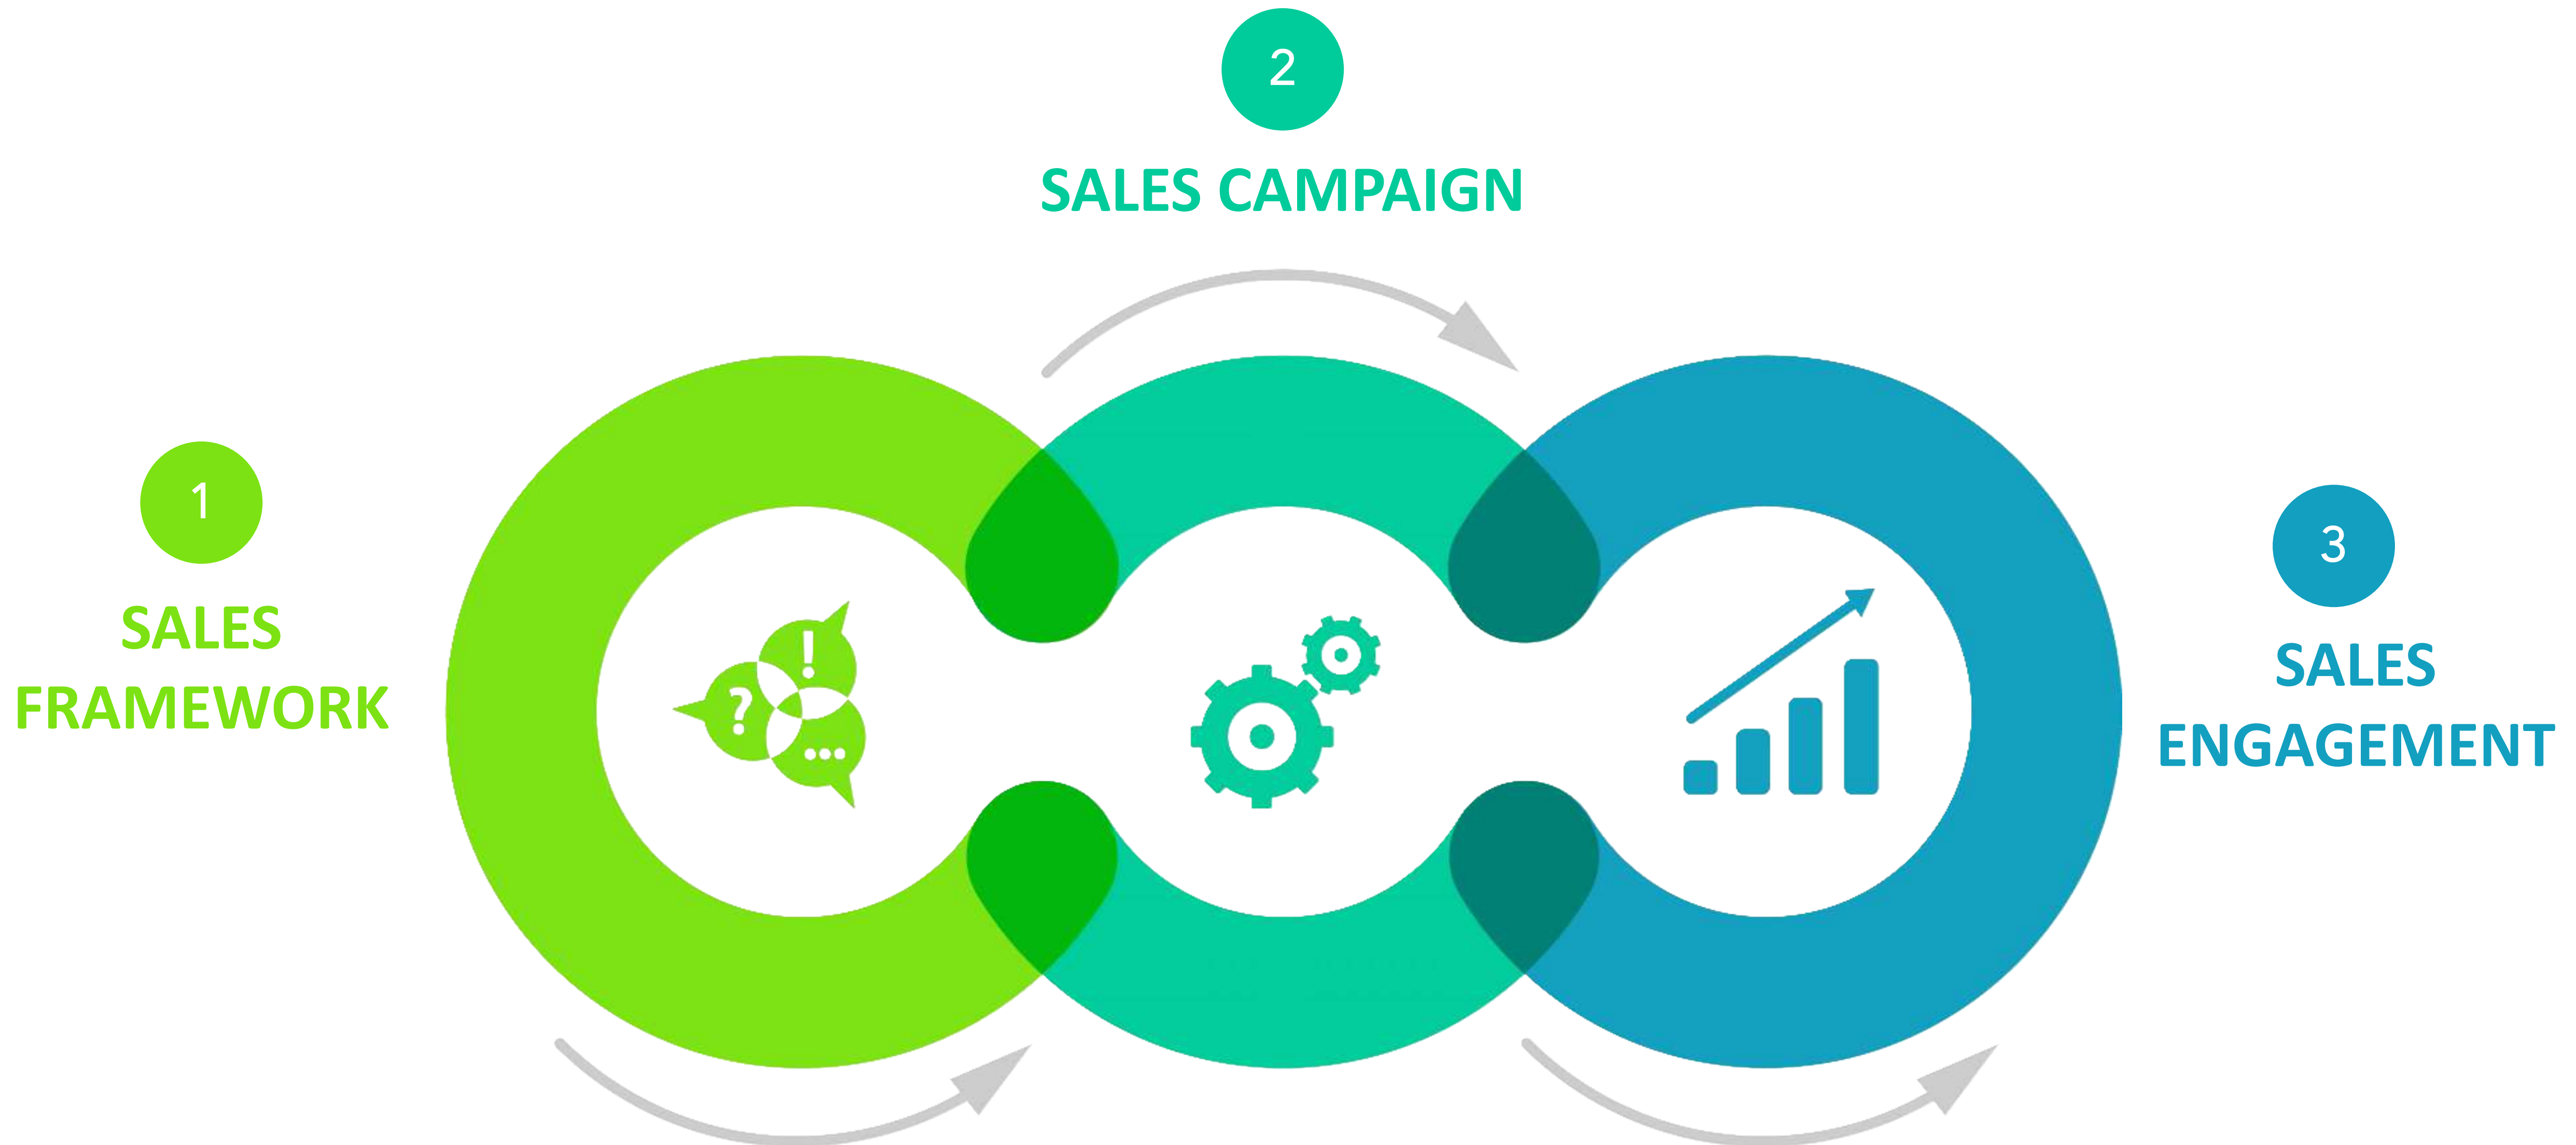 1
SALES
FRAMEWORK
2
SALES CAMPAIGN
3
SALES
ENGAGEMENT
!
?
...